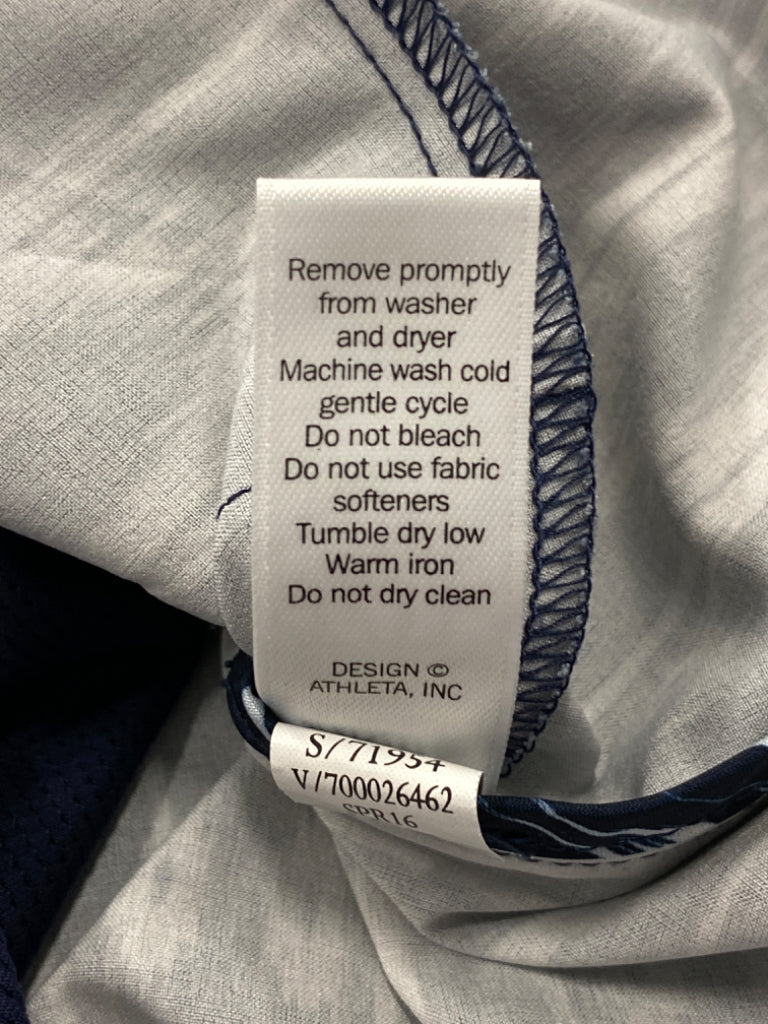 Remove promptly
from washer
and dryer
Machine wash cold
gentle cycle
Do not bleach
Do not use fabric
softeners
Tumble dry low
Warm iron
Do not dry clean
DESIGN ©
ATHLETA, INC
S/71954
V/700026462
SPR16